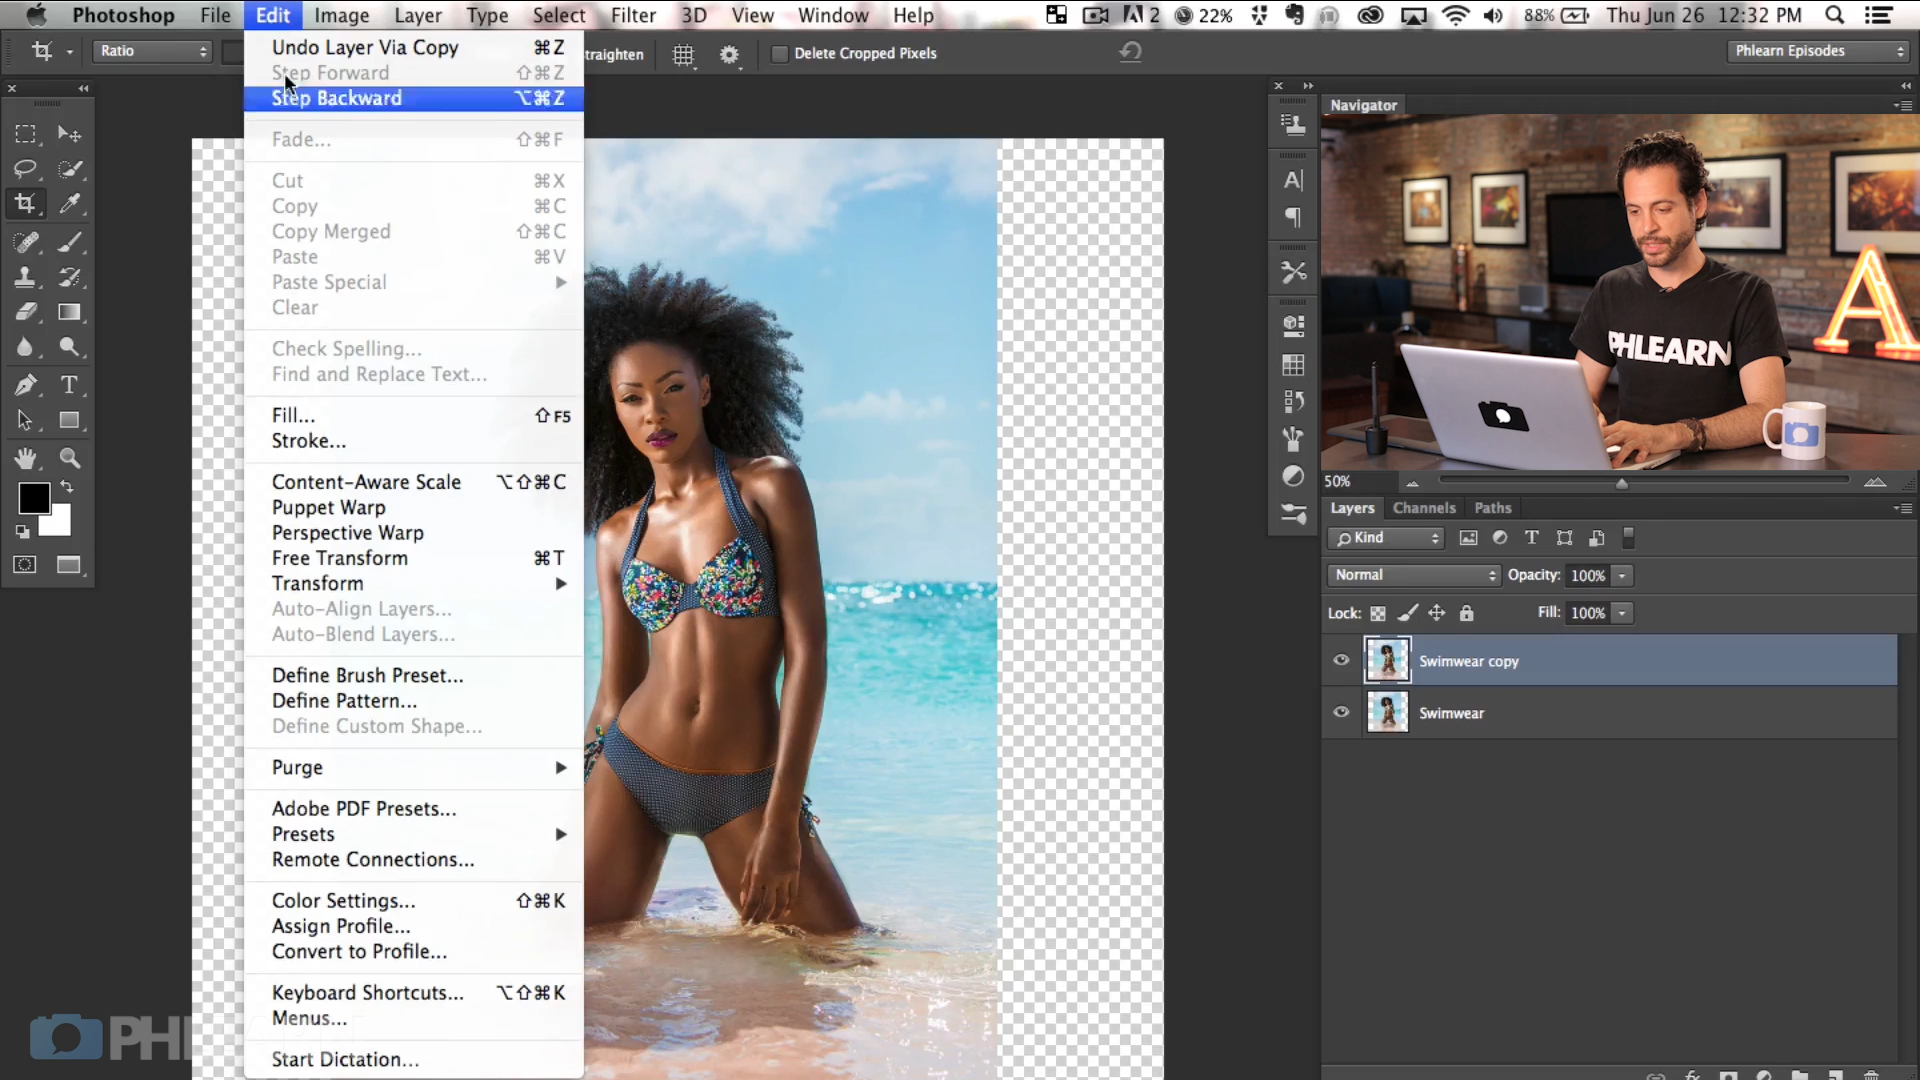 Photoshop File Edit Image Layer Type Select Filter 3D View Window Help 2 22% 88% Thu Jun 26 12:32 PM
Ratio Straighten Delete Cropped Pixels Phlearn Episodes
Undo Layer Via Copy ⌘Z
Step Forward ⇧⌘Z
Step Backward ⌥⌘Z
Fade... ⇧⌘F
Cut ⌘X
Copy ⌘C
Copy Merged ⇧⌘C
Paste ⌘V
Paste Special
Clear
Check Spelling...
Find and Replace Text...
Fill... ⇧F5
Stroke...
Content-Aware Scale ⌥⇧⌘C
Puppet Warp
Perspective Warp
Free Transform ⌘T
Transform
Auto-Align Layers...
Auto-Blend Layers...
Define Brush Preset...
Define Pattern...
Define Custom Shape...
Purge
Adobe PDF Presets...
Presets
Remote Connections...
Color Settings... ⇧⌘K
Assign Profile...
Convert to Profile...
Keyboard Shortcuts... ⌥⇧⌘K
Menus...
Start Dictation...
Navigator
PHLEARN
50%
Layers Channels Paths
Kind
Normal Opacity: 100%
Lock: Fill: 100%
Swimwear copy
Swimwear